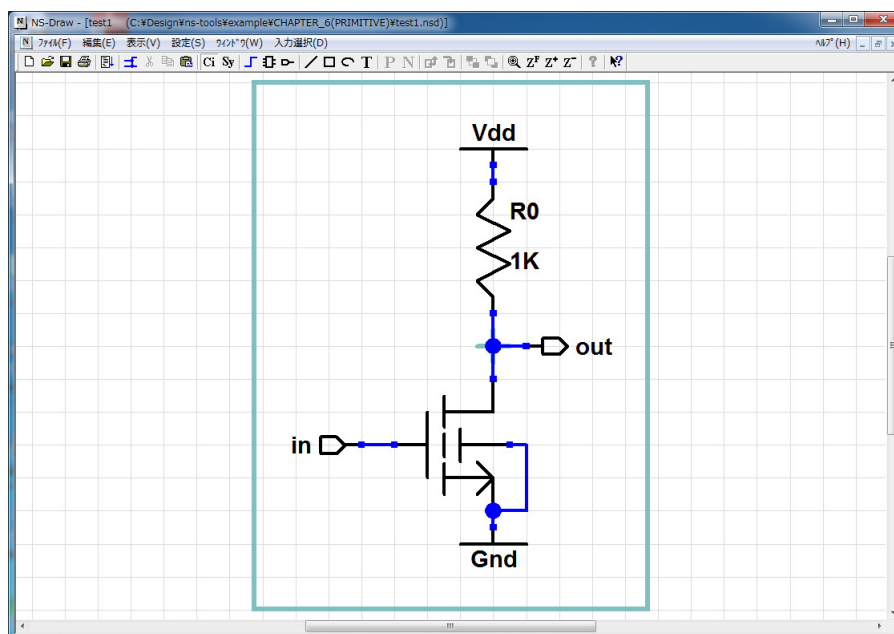 NS-Draw - [test1 (C:¥Design¥ns-tools¥example¥CHAPTER_6(PRIMITIVE)¥test1.nsd)]
ﾌｧｲﾙ(F) 編集(E) 表示(V) 設定(S) ｳｨﾝﾄﾞｳ(W) 入力選択(D) ﾍﾙﾌﾟ(H)
Ci Sy T P N Zᶠ Z⁺ Z⁻ ? ?
Vdd
R0
1K
out
in
Gnd